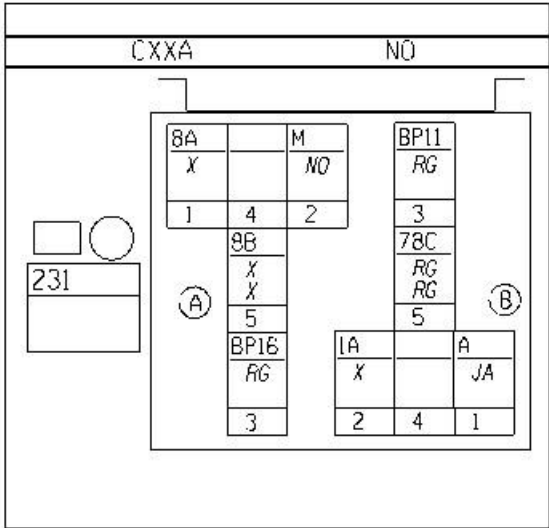 CXXA NO
8A M BP11
X NO RG
1 4 2 3
9B 78C
X RG
X RG
231
A B
5 5
BP16 1A A
RG X JA
3 2 4 1